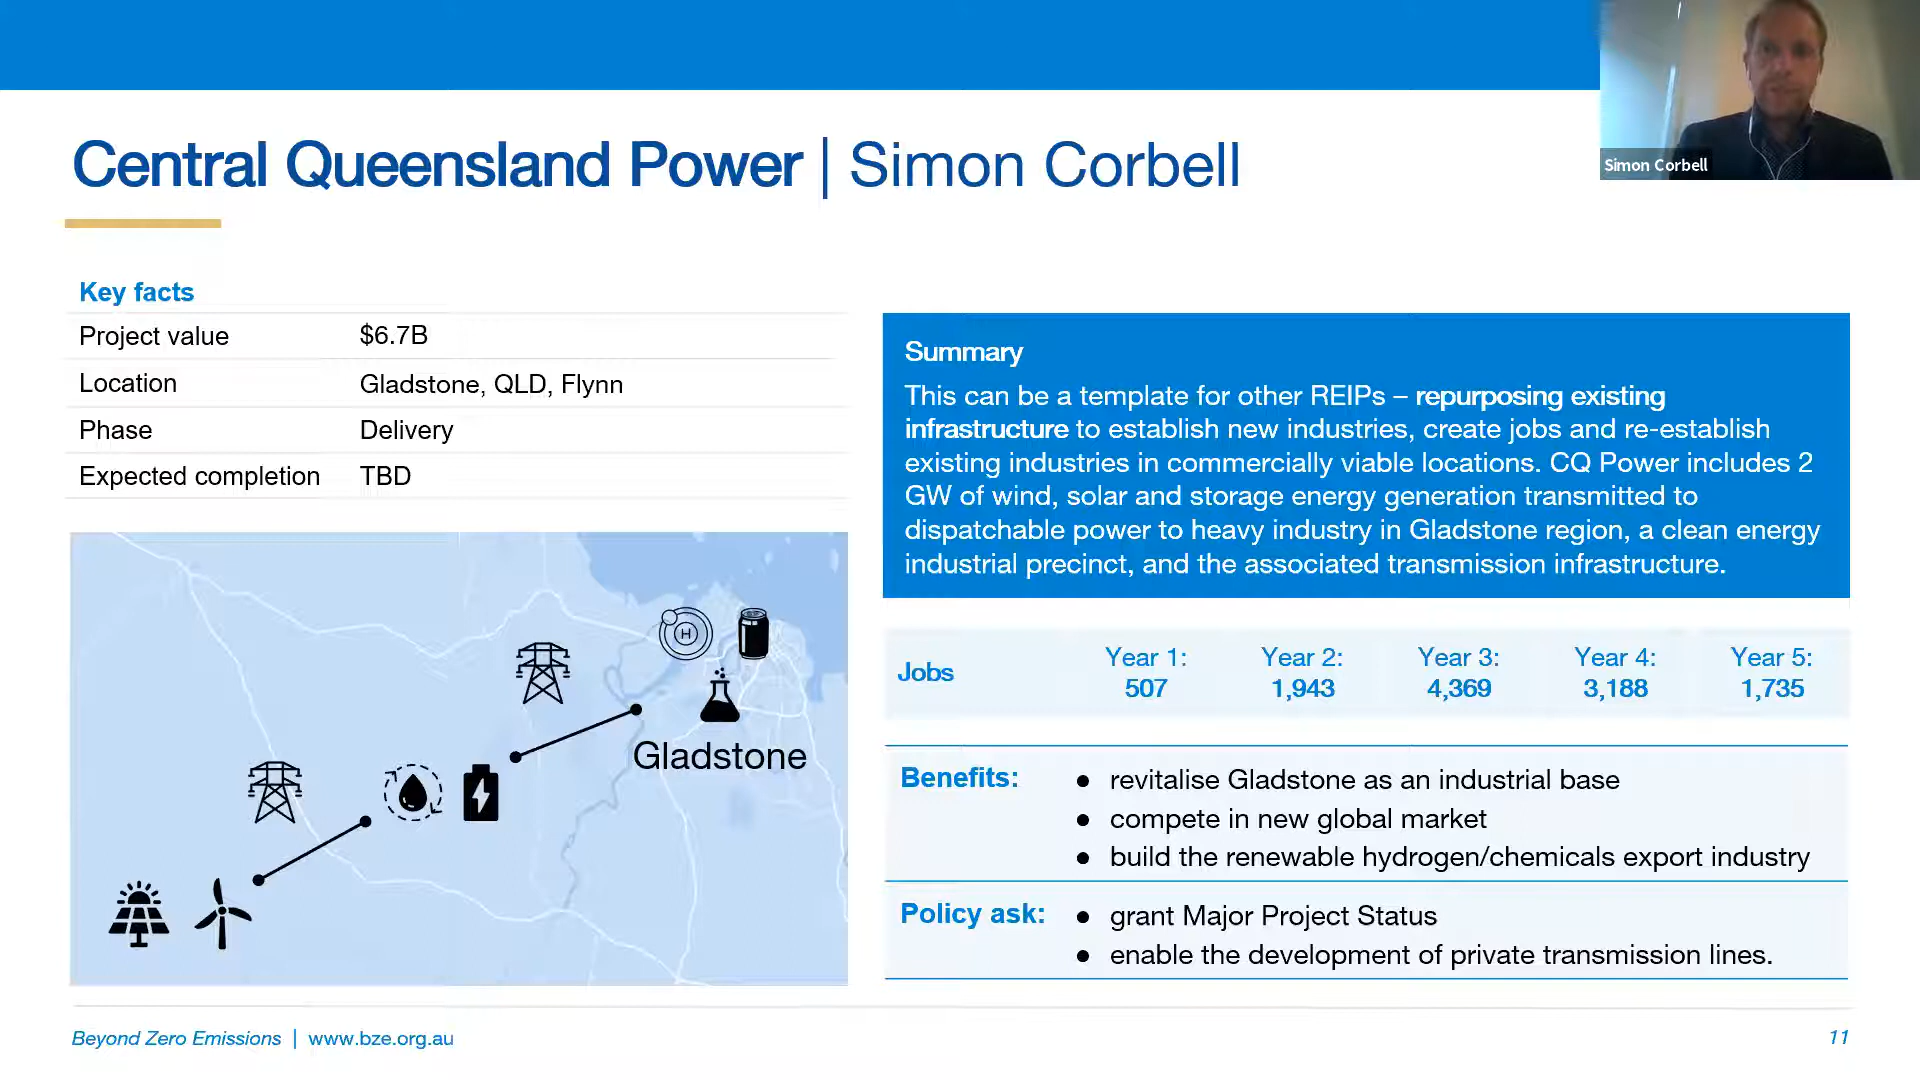 Simon Corbell
Central Queensland Power | Simon Corbell
Key facts
Project value $6.7B
Location Gladstone, QLD, Flynn
Phase Delivery
Expected completion TBD
H
Gladstone
Summary
This can be a template for other REIPs – repurposing existing
infrastructure to establish new industries, create jobs and re-establish
existing industries in commercially viable locations. CQ Power includes 2
GW of wind, solar and storage energy generation transmitted to
dispatchable power to heavy industry in Gladstone region, a clean energy
industrial precinct, and the associated transmission infrastructure.
Jobs
Year 1: Year 2: Year 3: Year 4: Year 5:
507 1,943 4,369 3,188 1,735
Benefits:
● revitalise Gladstone as an industrial base
● compete in new global market
● build the renewable hydrogen/chemicals export industry
Policy ask:
● grant Major Project Status
● enable the development of private transmission lines.
Beyond Zero Emissions | www.bze.org.au
11